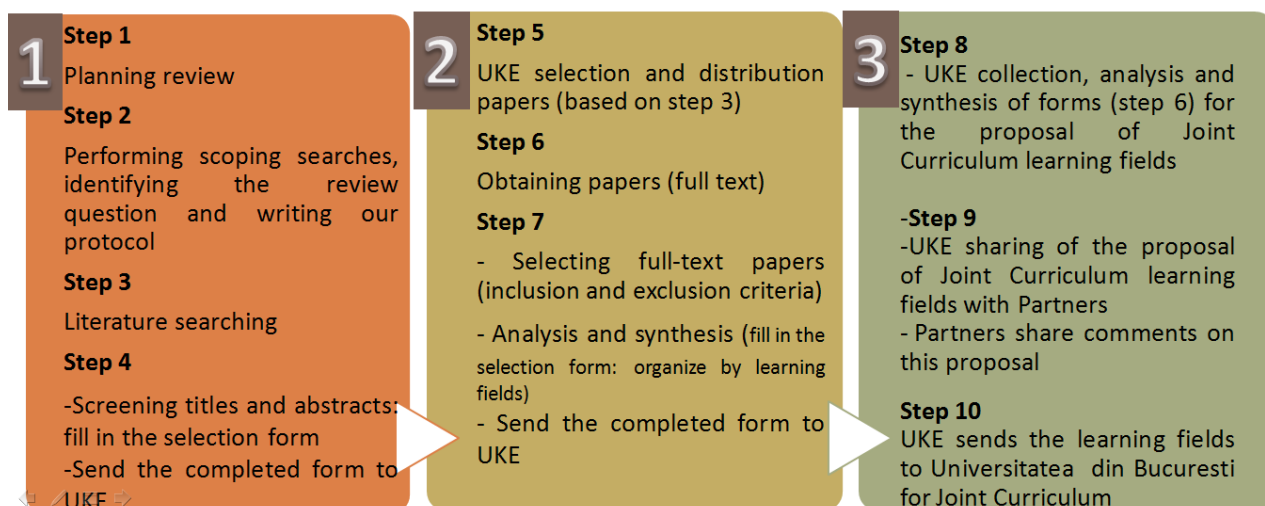 1
Step 1
Planning review
Step 2
Performing scoping searches,
identifying the review
question and writing our
protocol
Step 3
Literature searching
Step 4
-Screening titles and abstracts:
fill in the selection form
-Send the completed form to
UKE
2
Step 5
UKE selection and distribution
papers (based on step 3)
Step 6
Obtaining papers (full text)
Step 7
- Selecting full-text papers
(inclusion and exclusion criteria)
- Analysis and synthesis (fill in the
selection form: organize by learning
fields)
- Send the completed form to
UKE
3
Step 8
- UKE collection, analysis and
synthesis of forms (step 6) for
the proposal of Joint
Curriculum learning fields
-Step 9
-UKE sharing of the proposal
of Joint Curriculum learning
fields with Partners
- Partners share comments on
this proposal
Step 10
UKE sends the learning fields
to Universitatea din Bucuresti
for Joint Curriculum